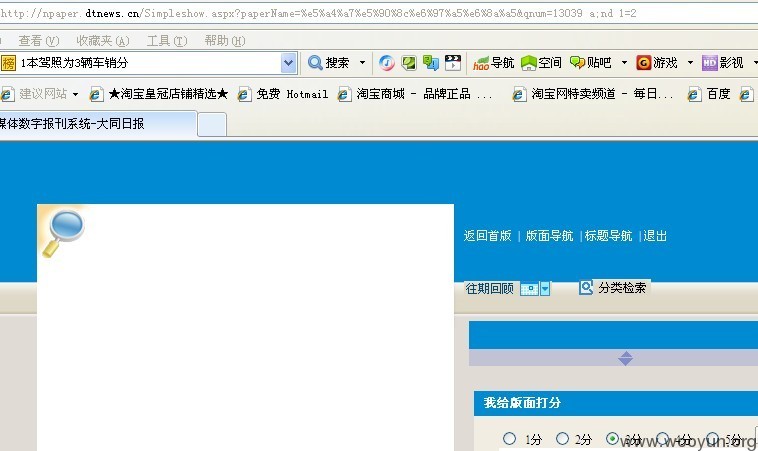 http://npaper.dtnews.cn/Simpleshow.aspx?paperName=%e5%a4%a7%e5%90%8c%e6%97%a5%e6%8a%a5&qnum=13039 a;nd 1=2
) 查看(V) 收藏夹(A) 工具(T) 帮助(H)
榜 1本驾照为3辆车销分 搜索 hao 导航 空间 贴吧 G 游戏 HD 影视
建议网站 ★淘宝皇冠店铺精选★ 免费 Hotmail 淘宝商城 - 品牌正品 ... 淘宝网特卖频道 - 每日... 百度
媒体数字报刊系统-大同日报
返回首版 | 版面导航 | 标题导航 | 退出
往期回顾 分类检索
我给版面打分
1分 2分 3分 4分 5分
www.wooyun.org